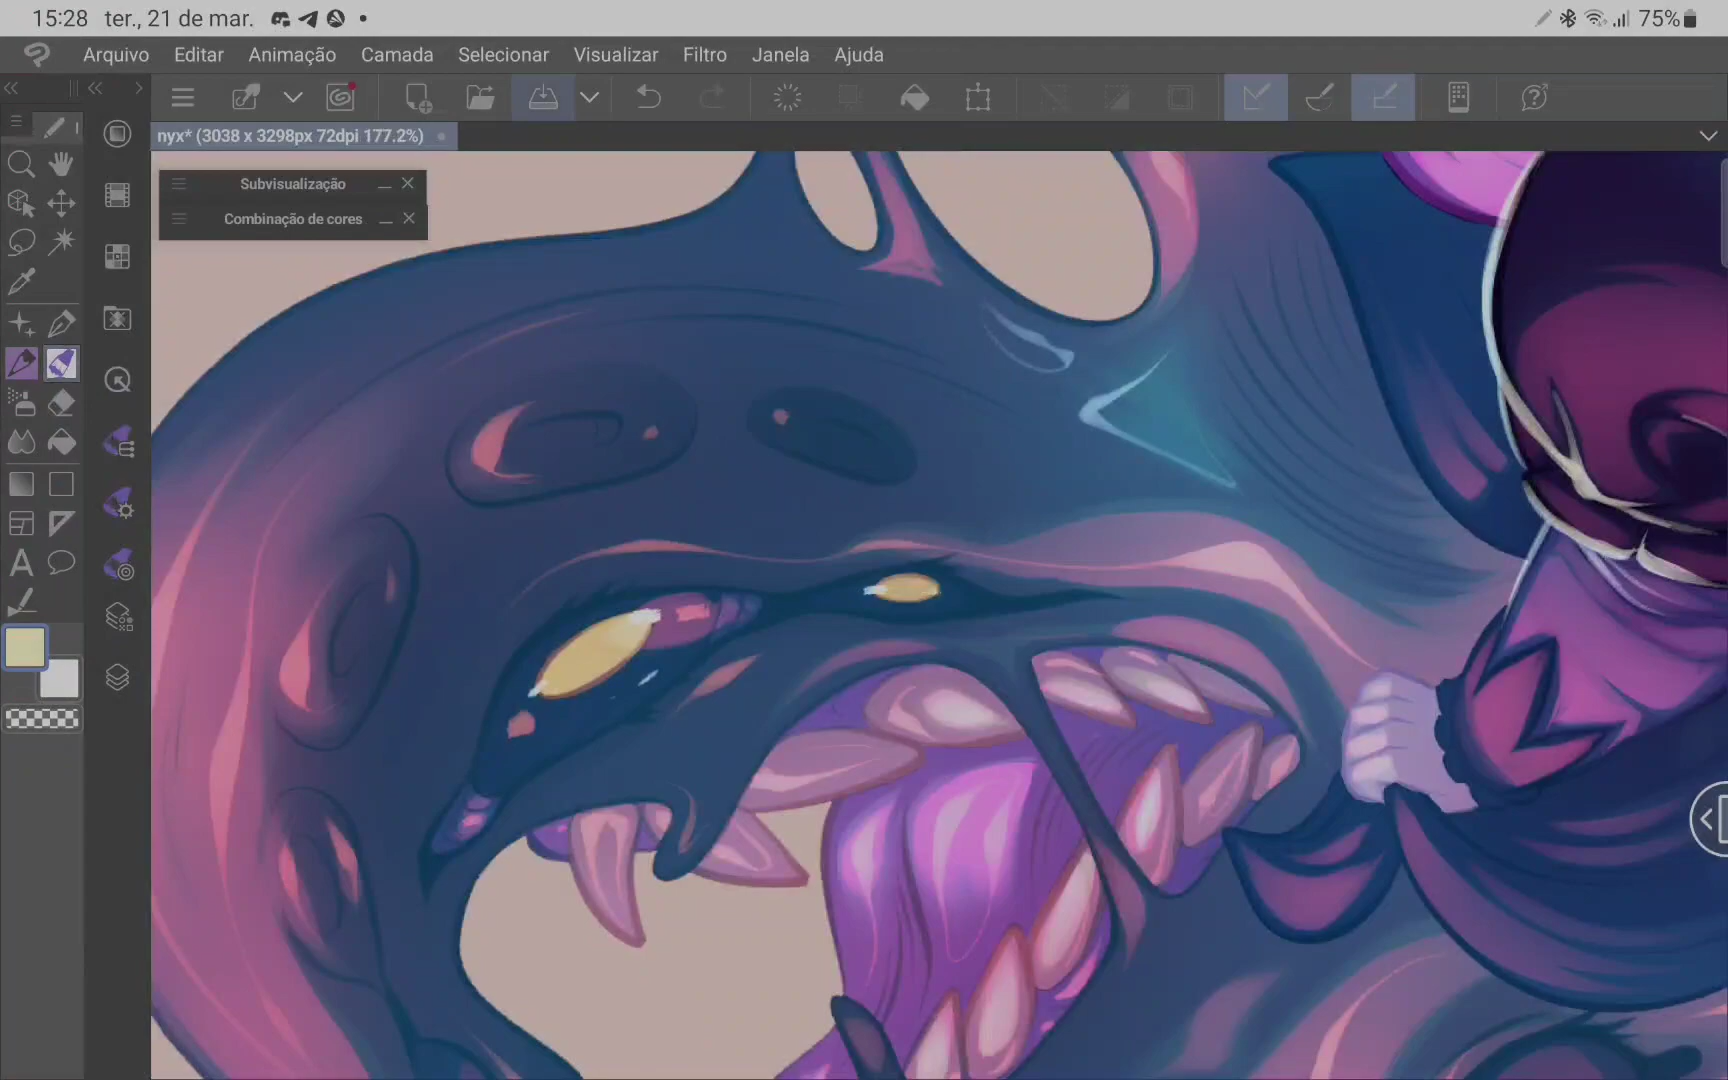 15:28 ter., 21 de mar. 75%
Arquivo Editar Animação Camada Selecionar Visualizar Filtro Janela Ajuda
nyx* (3038 x 3298px 72dpi 177.2%)
Subvisualização
Combinação de cores